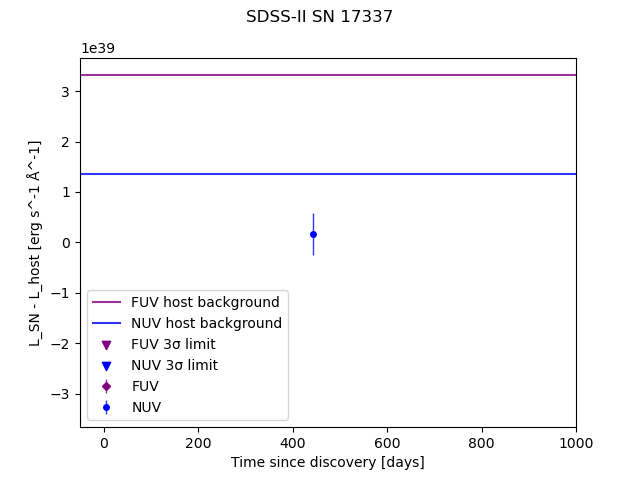 SDSS-II SN 17337
1e39
3
2
1
0
−1
−2
−3
L_SN - L_host [erg s^-1 Å^-1]
FUV host background
NUV host background
FUV 3σ limit
NUV 3σ limit
FUV
NUV
0 200 400 600 800 1000
Time since discovery [days]